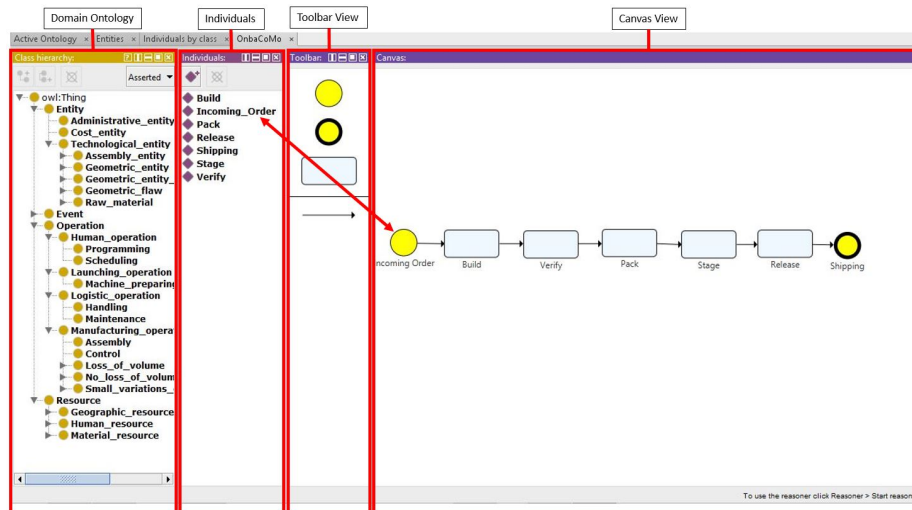 Domain Ontology
Individuals
Toolbar View
Canvas View
Active Ontology × Entities × Individuals by class × OnbaCoMo ×
Class hierarchy:
Individuals:
Toolbar:
Canvas:
Asserted
owl:Thing
Entity
Administrative_entity
Cost_entity
Technological_entity
Assembly_entity
Geometric_entity
Geometric_entity_
Geometric_flaw
Raw_material
Event
Operation
Human_operation
Programming
Scheduling
Launching_operation
Machine_preparing
Logistic_operation
Handling
Maintenance
Manufacturing_opera
Assembly
Control
Loss_of_volume
No_loss_of_volum
Small_variations_
Resource
Geographic_resource
Human_resource
Material_resource
Build
Incoming_Order
Pack
Release
Shipping
Stage
Verify
ncoming Order
Build
Verify
Pack
Stage
Release
Shipping
To use the reasoner click Reasoner > Start reason